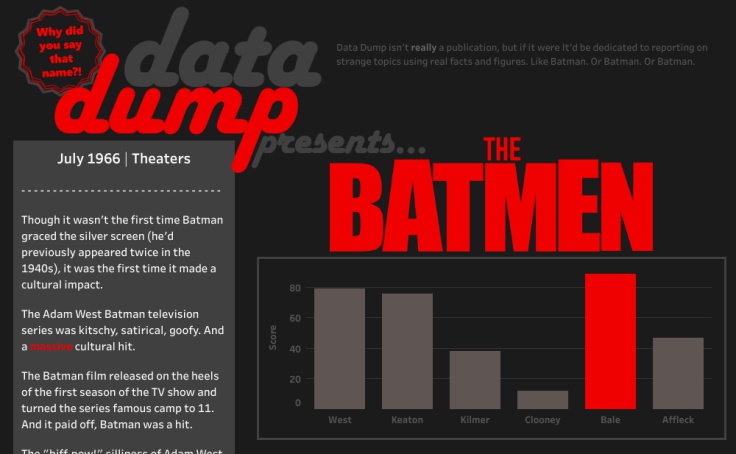 Why did
you say
that
name?!
data
dump
presents...
Data Dump isn't really a publication, but if it were It'd be dedicated to reporting on
strange topics using real facts and figures. Like Batman. Or Batman. Or Batman.
July 1966 | Theaters
Though it wasn't the first time Batman
graced the silver screen (he'd
previously appeared twice in the
1940s), it was the first time it made a
cultural impact.
The Adam West Batman television
series was kitschy, satirical, goofy. And
a massive cultural hit.
The Batman film released on the heels
of the first season of the TV show and
turned the series famous camp to 11.
And it paid off, Batman was a hit.
The "biff pow!" silliness of Adam West
THE
BATMEN
Score
80
60
40
20
0
West Keaton Kilmer Clooney Bale Affleck